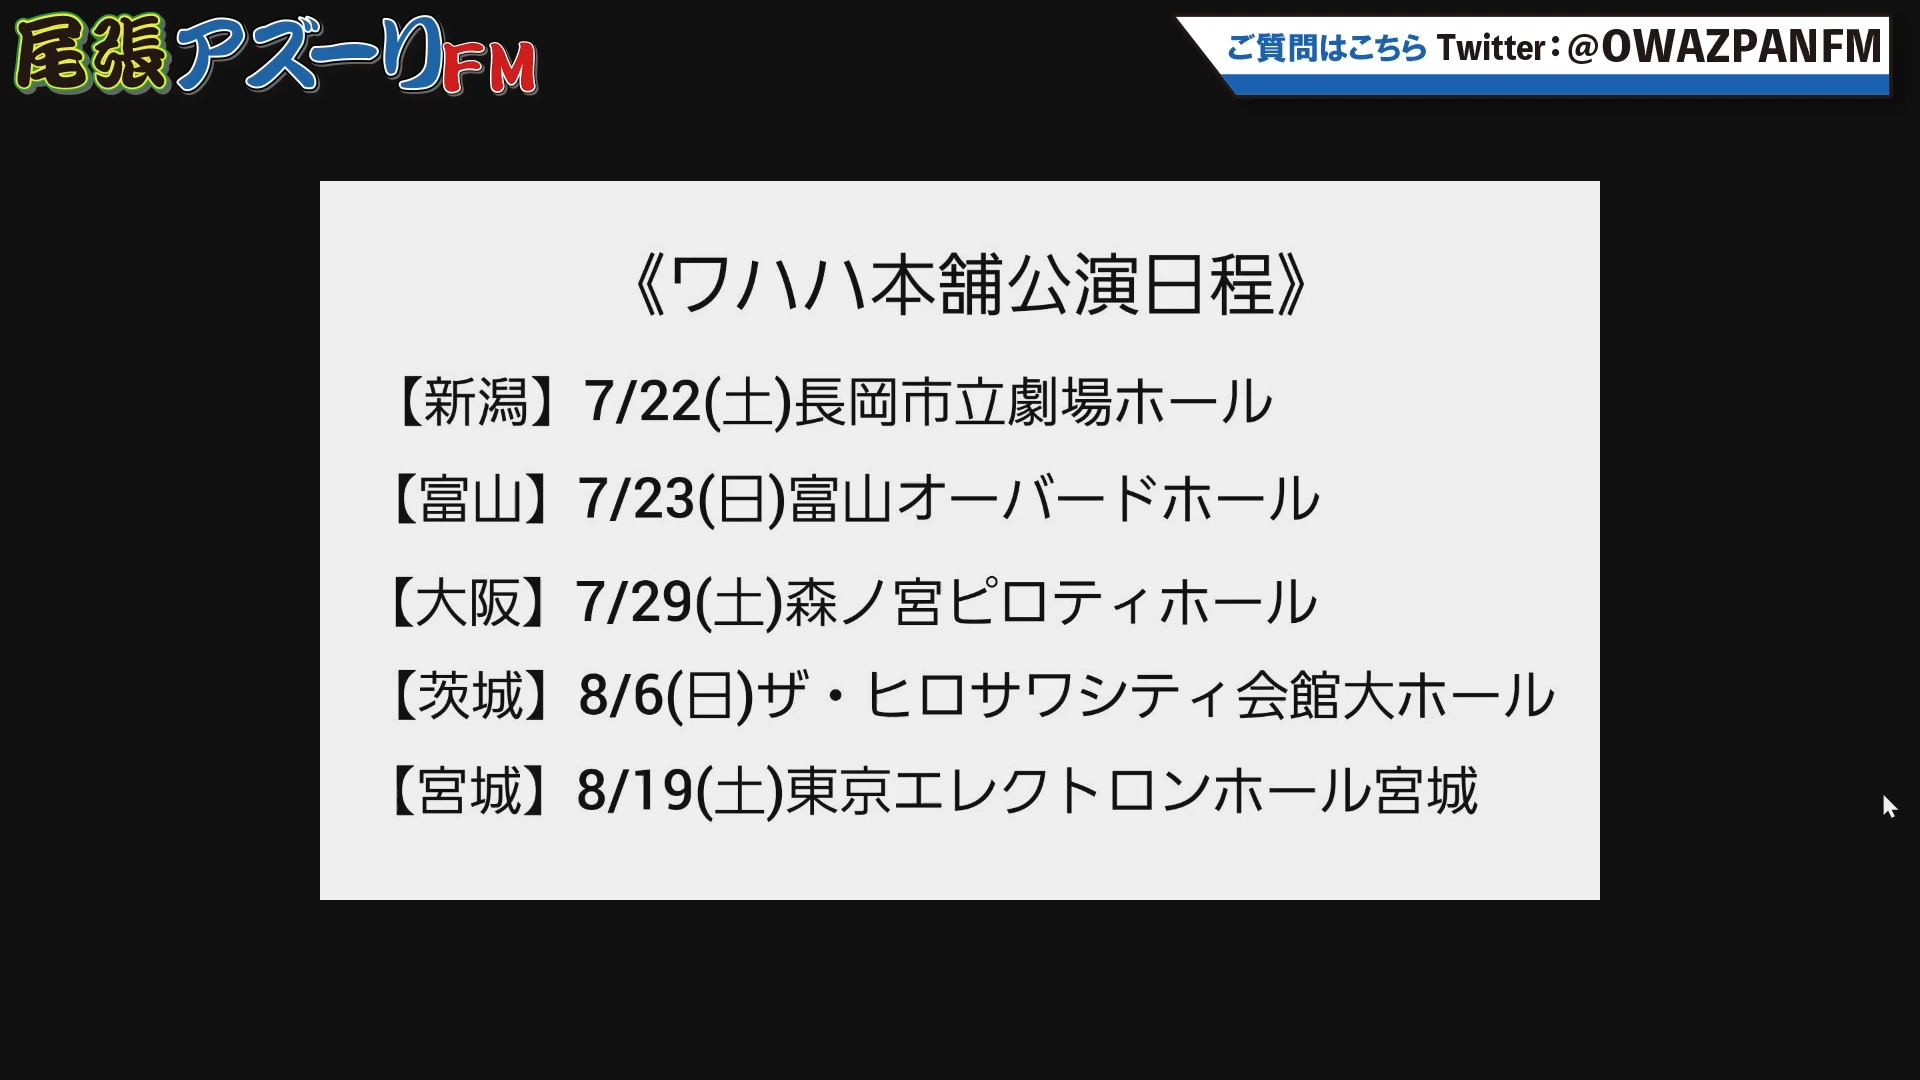 尾張アズーリFM
ご質問はこちら Twitter：@OWAZPANFM
《ワハハ本舗公演日程》
【新潟】7/22(土)長岡市立劇場ホール
【富山】7/23(日)富山オーバードホール
【大阪】7/29(土)森ノ宮ピロティホール
【茨城】8/6(日)ザ・ヒロサワシティ会館大ホール
【宮城】8/19(土)東京エレクトロンホール宮城